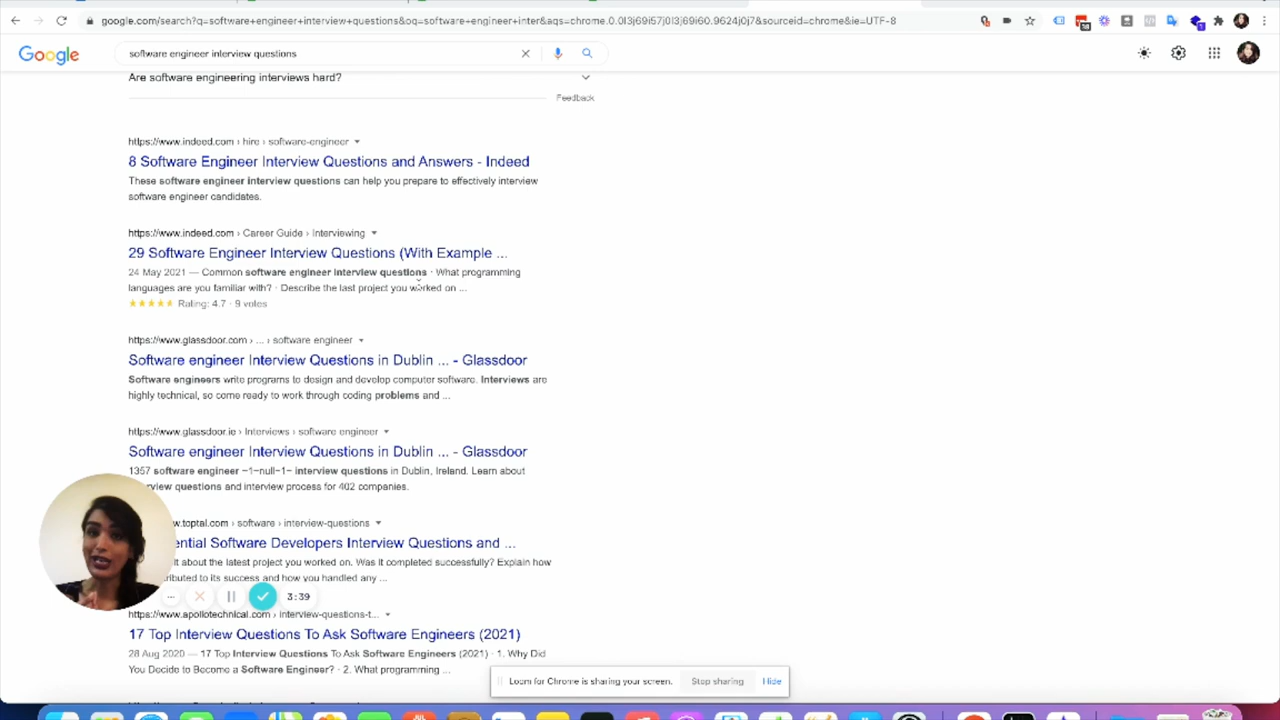 google.com/search?q=software+engineer+interview+questions&oq=software+engineer+inter&aqs=chrome.0.0l3j69i57j0l3j69i60.9624j0j7&sourceid=chrome&ie=UTF-8
Google
software engineer interview questions
Are software engineering interviews hard?
Feedback
https://www.indeed.com › hire › software-engineer
8 Software Engineer Interview Questions and Answers - Indeed
These software engineer interview questions can help you prepare to effectively interview
software engineer candidates.
https://www.indeed.com › Career Guide › Interviewing
29 Software Engineer Interview Questions (With Example ...
24 May 2021 — Common software engineer interview questions · What programming
languages are you familiar with? · Describe the last project you worked on ...
Rating: 4.7 · 9 votes
https://www.glassdoor.com › ... › software engineer
Software engineer Interview Questions in Dublin ... - Glassdoor
Software engineers write programs to design and develop computer software. Interviews are
highly technical, so come ready to work through coding problems and ...
https://www.glassdoor.ie › Interviews › software engineer
Software engineer Interview Questions in Dublin ... - Glassdoor
1357 software engineer ~1~null~1~ interview questions in Dublin, Ireland. Learn about
rview questions and interview process for 402 companies.
w.toptal.com › software › interview-questions
ential Software Developers Interview Questions and ...
it about the latest project you worked on. Was it completed successfully? Explain how
tributed to its success and how you handled any ...
3:39
https://www.apollotechnical.com › interview-questions-t...
17 Top Interview Questions To Ask Software Engineers (2021)
28 Aug 2020 — 17 Top Interview Questions To Ask Software Engineers (2021) · 1. Why Did
You Decide to Become a Software Engineer? · 2. What programming ...
Loom for Chrome is sharing your screen.
Stop sharing
Hide